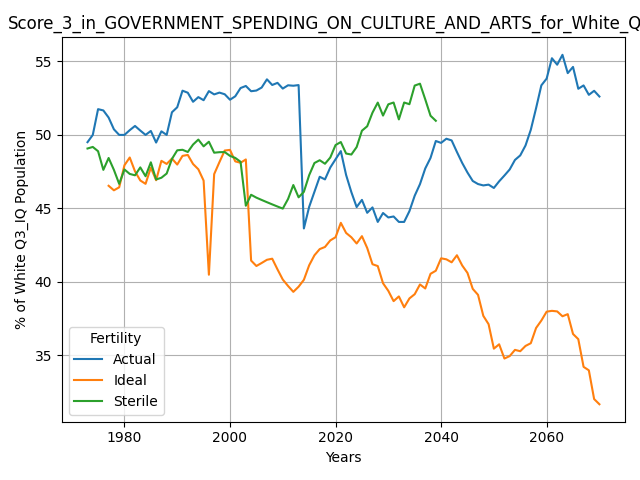 Score_3_in_GOVERNMENT_SPENDING_ON_CULTURE_AND_ARTS_for_White_Q
% of White Q3_IQ Population
55
50
45
40
35
Fertility
Actual
Ideal
Sterile
1980
2000
2020
2040
2060
Years